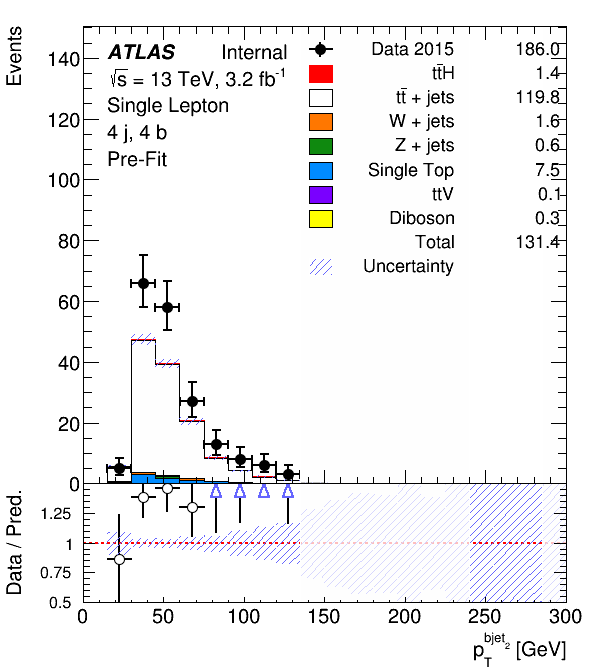 Events
140
120
100
80
60
40
20
0
ATLAS Internal
√s = 13 TeV, 3.2 fb⁻¹
Single Lepton
4 j, 4 b
Pre-Fit
Data 2015 186.0
tt̄H 1.4
tt̄ + jets 119.8
W + jets 1.6
Z + jets 0.6
Single Top 7.5
ttV 0.1
Diboson 0.3
Total 131.4
Uncertainty
Data / Pred.
1.25
1
0.75
0.5
0 50 100 150 200 250 300
p_T^bjet₂ [GeV]